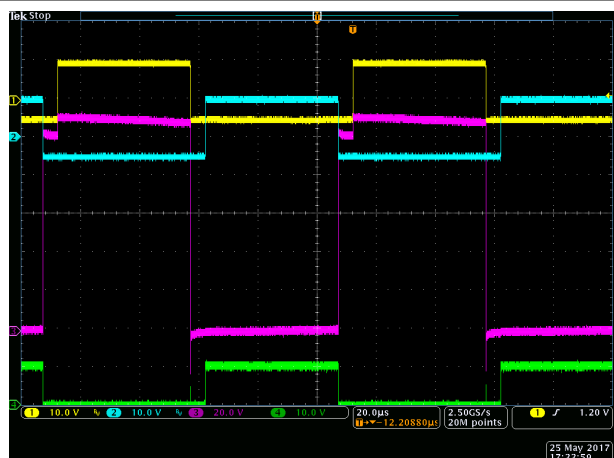 Tek Stop
T
T
1
2
3
4
1 10.0 V 2 10.0 V 3 20.0 V 4 10.0 V
20.0µs
T→▼−12.20880µs
2.50GS/s
20M points
1 1.20 V
25 May 2017